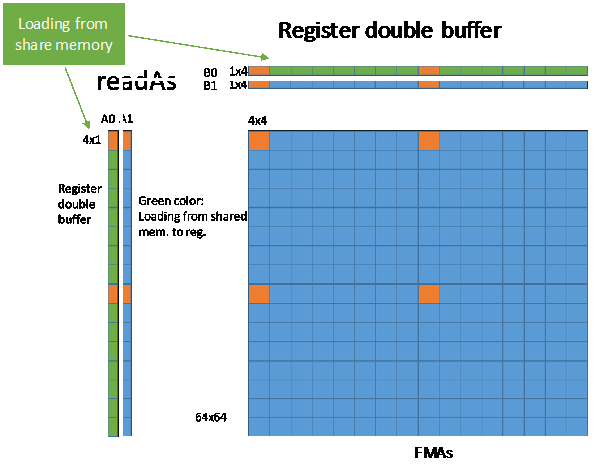 Loading from
share memory
Register double buffer
readAs
B0 1x4
B1 1x4
A0 A1
4x4
4x1
Register
double
buffer
Green color:
Loading from shared
mem. to reg.
64x64
FMAs